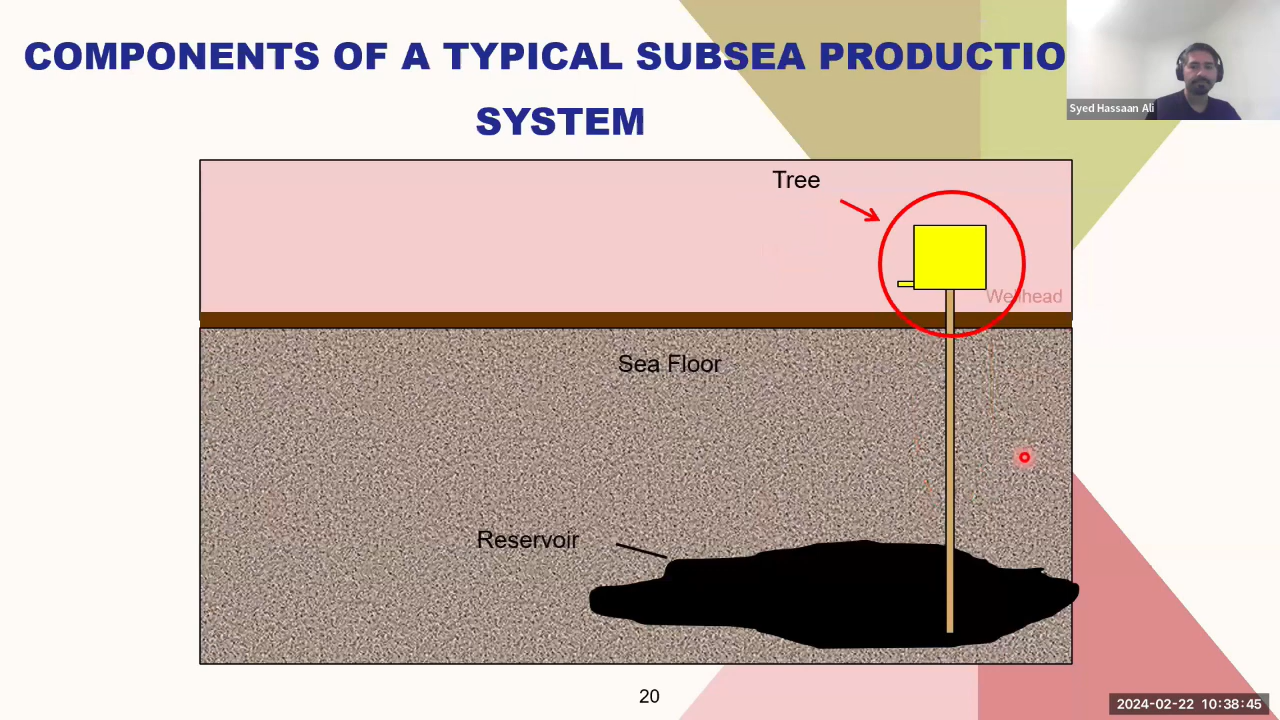 COMPONENTS OF A TYPICAL SUBSEA PRODUCTIO
SYSTEM
Syed Hassaan Ali
Tree
Wellhead
Sea Floor
Reservoir
20
2024-02-22 10:38:45